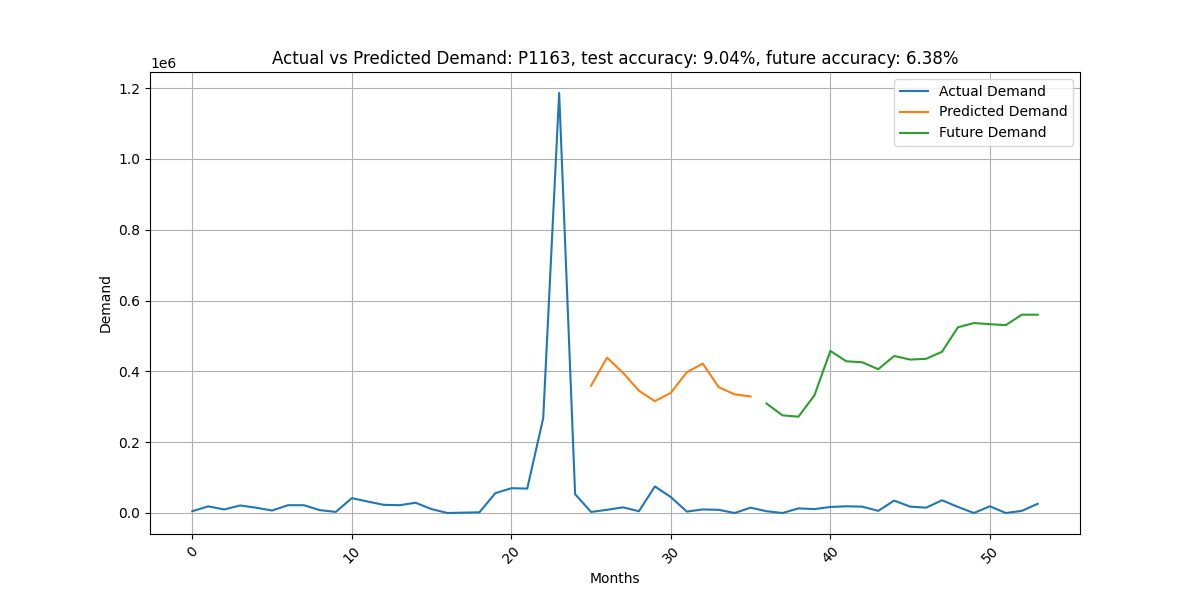 Actual vs Predicted Demand: P1163, test accuracy: 9.04%, future accuracy: 6.38%
1e6
Actual Demand
Predicted Demand
Future Demand
1.2
1.0
0.8
0.6
0.4
0.2
0.0
Demand
0
10
20
30
40
50
Months